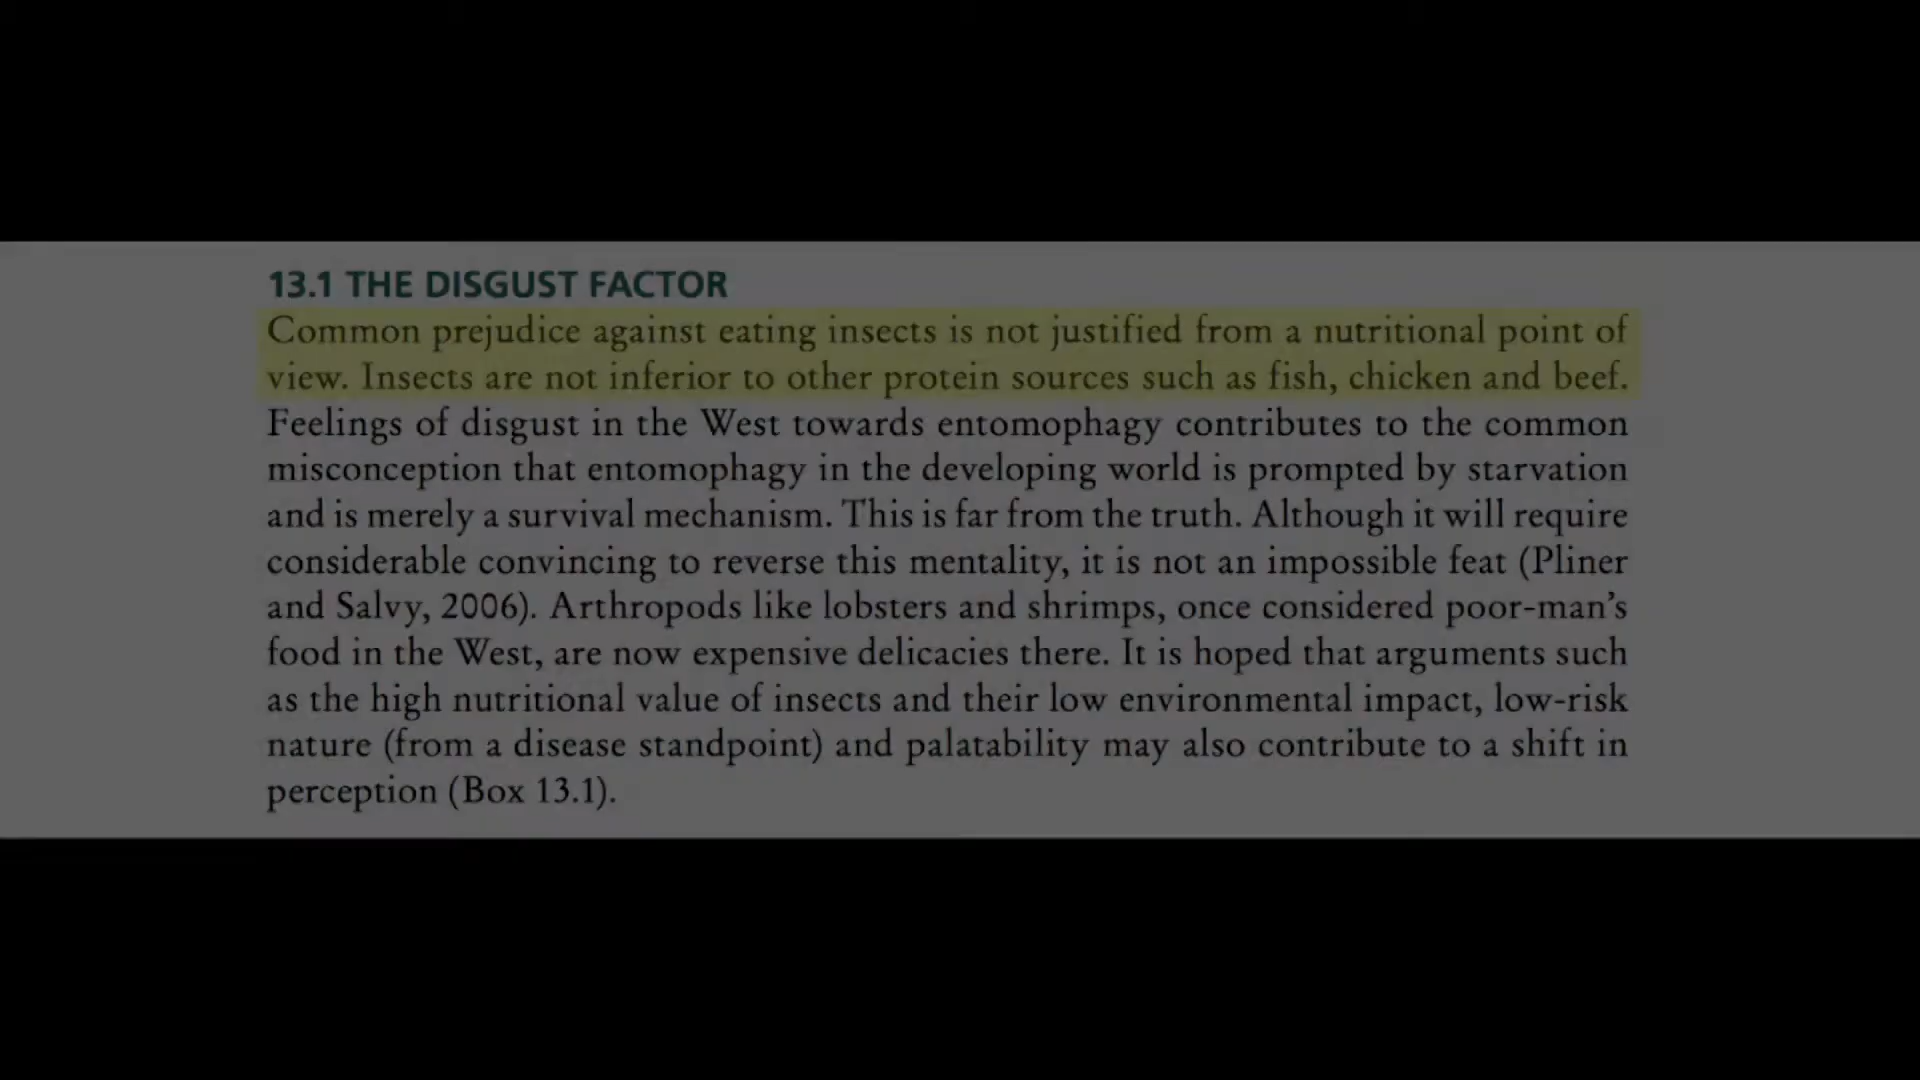 13.1 THE DISGUST FACTOR
Common prejudice against eating insects is not justified from a nutritional point of
view. Insects are not inferior to other protein sources such as fish, chicken and beef.
Feelings of disgust in the West towards entomophagy contributes to the common
misconception that entomophagy in the developing world is prompted by starvation
and is merely a survival mechanism. This is far from the truth. Although it will require
considerable convincing to reverse this mentality, it is not an impossible feat (Pliner
and Salvy, 2006). Arthropods like lobsters and shrimps, once considered poor-man’s
food in the West, are now expensive delicacies there. It is hoped that arguments such
as the high nutritional value of insects and their low environmental impact, low-risk
nature (from a disease standpoint) and palatability may also contribute to a shift in
perception (Box 13.1).